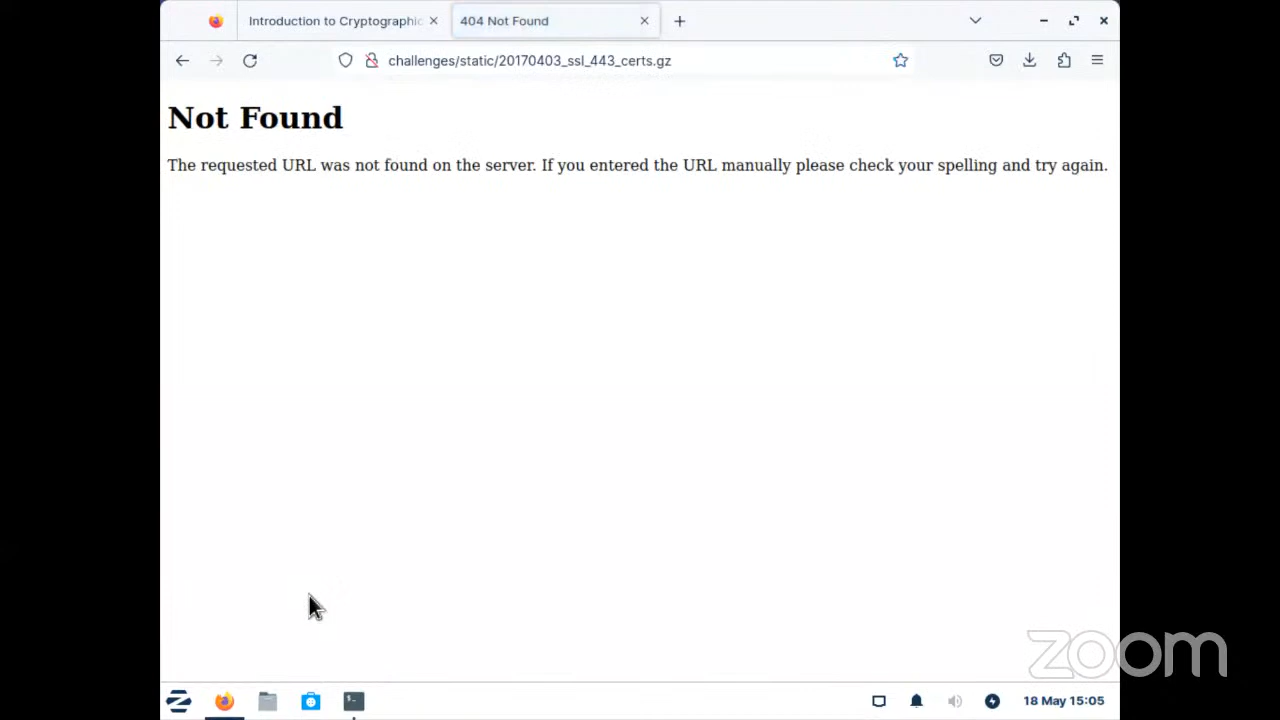 Introduction to Cryptographic
404 Not Found
challenges/static/20170403_ssl_443_certs.gz
Not Found
The requested URL was not found on the server. If you entered the URL manually please check your spelling and try again.
18 May 15:05
zoom